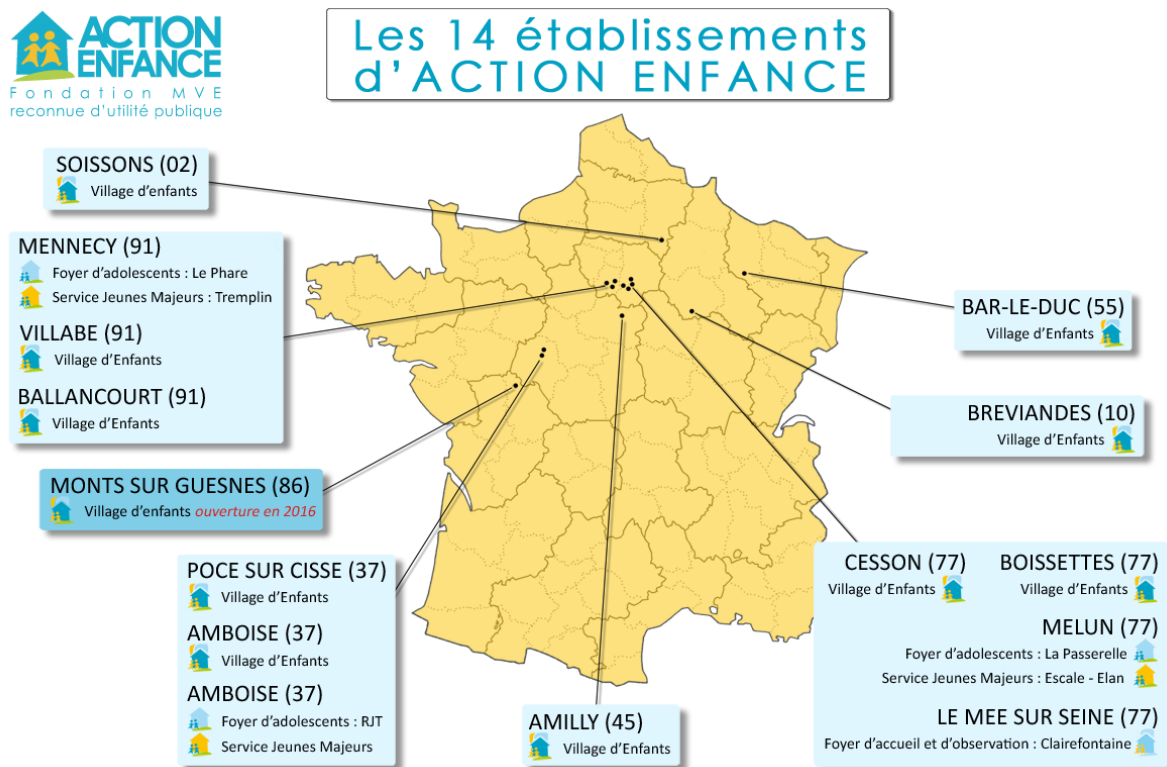 ACTION
ENFANCE
Fondation MVE
reconnue d'utilité publique
Les 14 établissements
d'ACTION ENFANCE
SOISSONS (02)
Village d'enfants
MENNECY (91)
Foyer d'adolescents : Le Phare
Service Jeunes Majeurs : Tremplin
VILLABE (91)
Village d'Enfants
BALLANCOURT (91)
Village d'Enfants
MONTS SUR GUESNES (86)
Village d'enfants ouverture en 2016
POCE SUR CISSE (37)
Village d'Enfants
AMBOISE (37)
Village d'Enfants
AMBOISE (37)
Foyer d'adolescents : RJT
Service Jeunes Majeurs
AMILLY (45)
Village d'Enfants
BAR-LE-DUC (55)
Village d'Enfants
BREVIANDES (10)
Village d'Enfants
CESSON (77)
Village d'Enfants
BOISSETTES (77)
Village d'Enfants
MELUN (77)
Foyer d'adolescents : La Passerelle
Service Jeunes Majeurs : Escale - Elan
LE MEE SUR SEINE (77)
Foyer d'accueil et d'observation : Clairefontaine